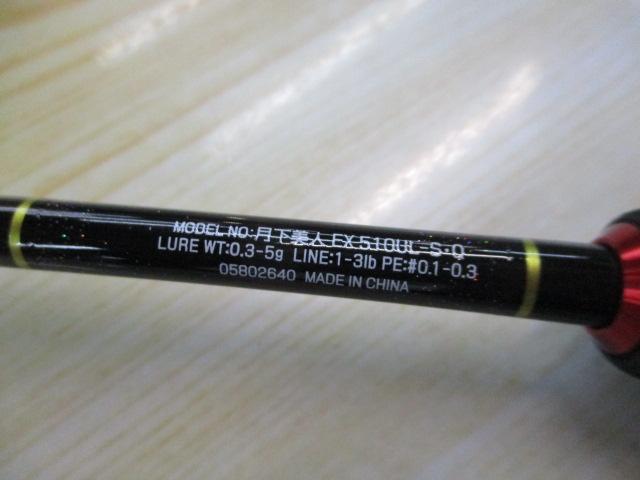 MODEL NO:月下美人 EX 510UL-S・Q
LURE WT:0.3-5g LINE:1-3lb PE:#0.1-0.3
05802640 MADE IN CHINA